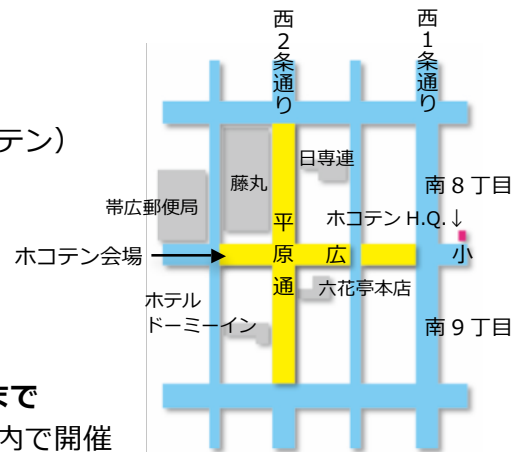 西2条通り
西1条通り
テン)
日専連
藤丸
南8丁目
帯広郵便局
平原通
ホコテン H.Q.↓
ホコテン会場
広
小
六花亭本店
ホテル
ドーミーイン
南9丁目
まで
内で開催